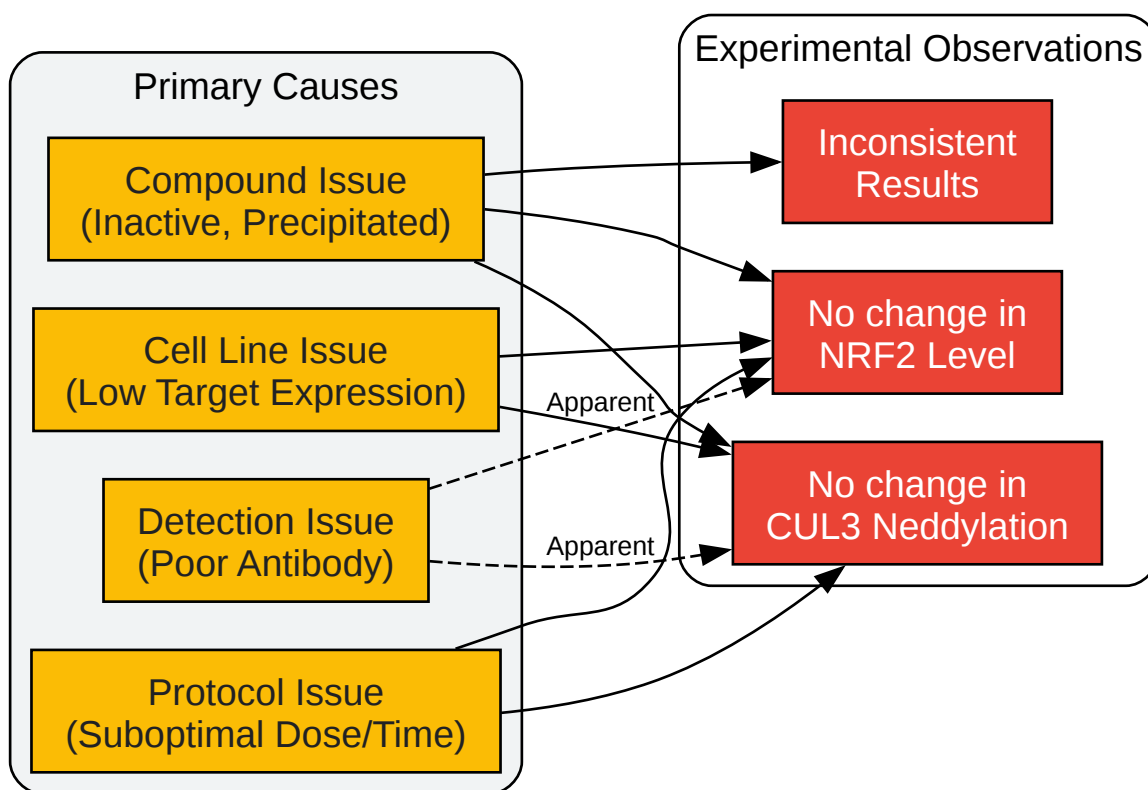 Primary Causes
Compound Issue
(Inactive, Precipitated)
Cell Line Issue
(Low Target Expression)
Detection Issue
(Poor Antibody)
Protocol Issue
(Suboptimal Dose/Time)
Apparent
Apparent
Experimental Observations
Inconsistent
Results
No change in
NRF2 Level
No change in
CUL3 Neddylation